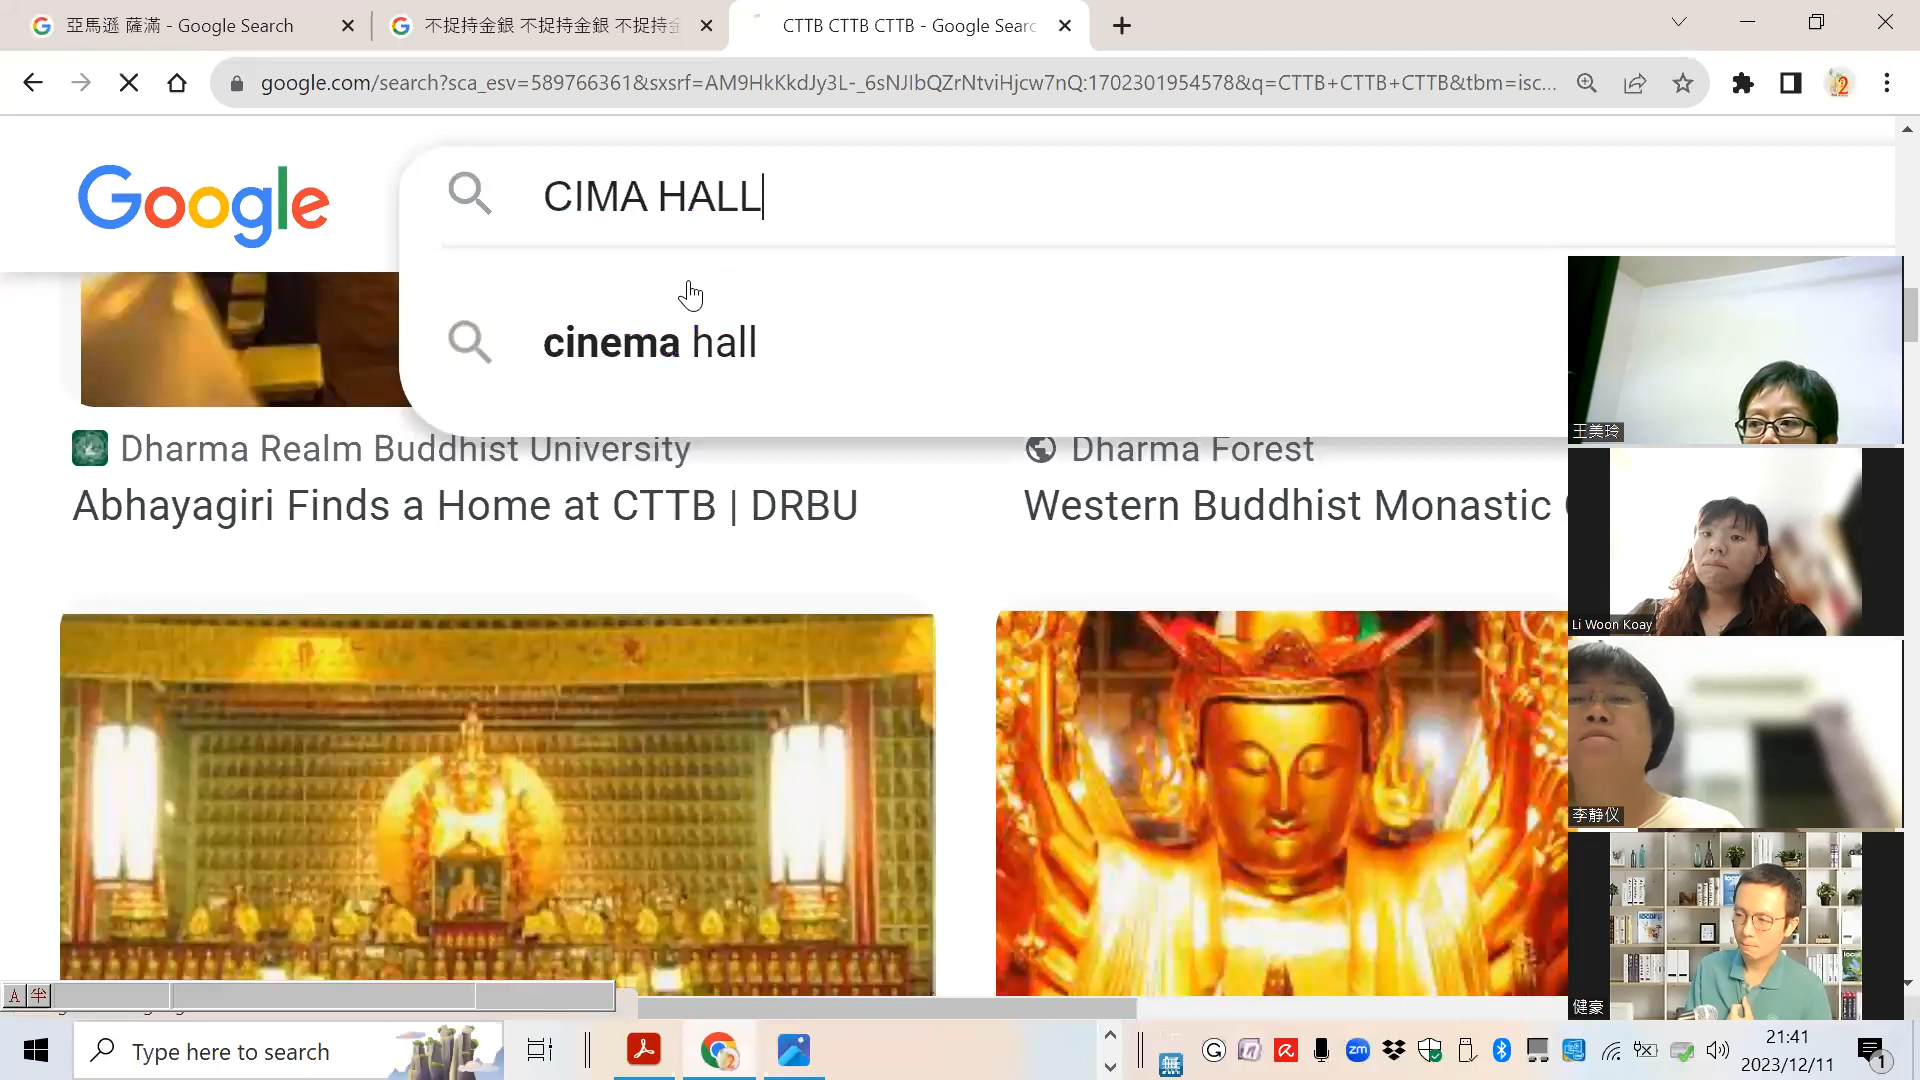 亞馬遜 薩滿 - Google Search
不捉持金銀 不捉持金銀 不捉持金
CTTB CTTB CTTB - Google Searc
google.com/search?sca_esv=589766361&sxsrf=AM9HkKkdJy3L-_6sNJIbQZrNtviHjcw7nQ:1702301954578&q=CTTB+CTTB+CTTB&tbm=isc...
Google
CIMA HALL
cinema hall
Dharma Realm Buddhist University
Abhayagiri Finds a Home at CTTB | DRBU
Dharma Forest
Western Buddhist Monastic
王美玲
Li Woon Koay
李静仪
健豪
A 半
Type here to search
zm
21:41
2023/12/11
1